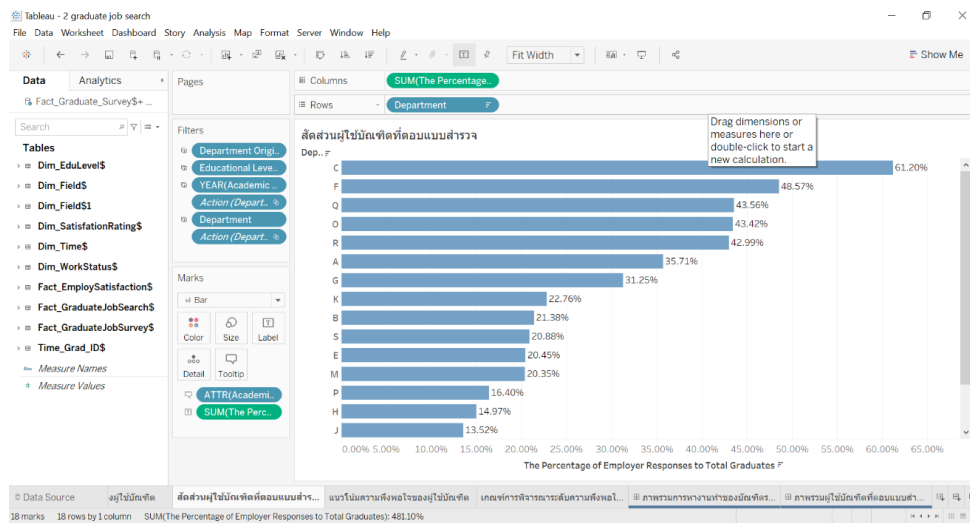 Tableau - 2 graduate job search
File Data Worksheet Dashboard Story Analysis Map Format Server Window Help
Fit Width
Show Me
Data Analytics
Pages
Columns SUM(The Percentage..
Rows Department
Fact_Graduate_Survey$+ ...
Search
Tables
Dim_EduLevel$
Dim_Field$
Dim_Field$1
Dim_SatisfationRating$
Dim_Time$
Dim_WorkStatus$
Fact_EmploySatisfaction$
Fact_GraduateJobSearch$
Fact_GraduateJobSurvey$
Time_Grad_ID$
Abc Measure Names
# Measure Values
Filters
Department Origi..
Educational Leve..
YEAR(Academic ..
Action (Depart..
Department
Action (Depart..
Marks
Bar
Color Size Label
Detail Tooltip
ATTR(Academi..
SUM(The Perc..
Drag dimensions or
measures here or
double-click to start a
new calculation.
สัดส่วนผู้ใช้บัณฑิตที่ตอบแบบสำรวจ
Dep..
C 61.20%
F 48.57%
Q 43.56%
O 43.42%
R 42.99%
A 35.71%
G 31.25%
K 22.76%
B 21.38%
S 20.88%
E 20.45%
M 20.35%
P 16.40%
H 14.97%
J 13.52%
0.00% 5.00% 10.00% 15.00% 20.00% 25.00% 30.00% 35.00% 40.00% 45.00% 50.00% 55.00% 60.00% 65.00%
The Percentage of Employer Responses to Total Graduates
Data Source งผู้ใช้บัณฑิต สัดส่วนผู้ใช้บัณฑิตที่ตอบแบบสำร... แนวโน้มความพึงพอใจของผู้ใช้บัณฑิต เกณฑ์การพิจารณาระดับความพึงพอใ... ภาพรวมการหางานทำของบัณฑิตร... ภาพรวมผู้ใช้บัณฑิตที่ตอบแบบสำ...
18 marks 18 rows by 1 column SUM(The Percentage of Employer Responses to Total Graduates): 481.10%